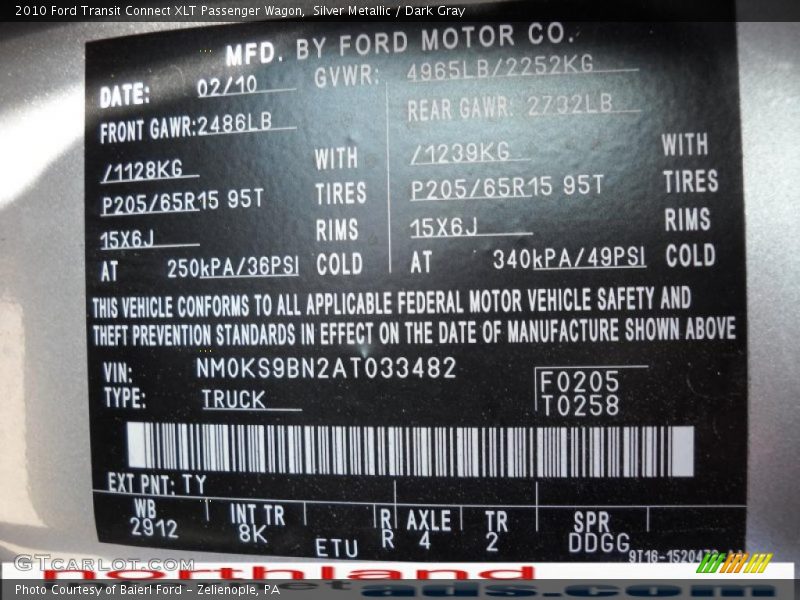 2010 Ford Transit Connect XLT Passenger Wagon, Silver Metallic / Dark Gray
MFD. BY FORD MOTOR CO.
DATE: 02/10 GVWR: 4965LB/2252KG
FRONT GAWR:2486LB REAR GAWR: 2732LB
/1128KG WITH /1239KG WITH
P205/65R15 95T TIRES P205/65R15 95T TIRES
15X6J RIMS 15X6J RIMS
AT 250kPA/36PSI COLD AT 340kPA/49PSI COLD
THIS VEHICLE CONFORMS TO ALL APPLICABLE FEDERAL MOTOR VEHICLE SAFETY AND
THEFT PREVENTION STANDARDS IN EFFECT ON THE DATE OF MANUFACTURE SHOWN ABOVE
VIN: NM0KS9BN2AT033482
TYPE: TRUCK
F0205
T0258
EXT PNT: TY
WB INT TR R AXLE TR SPR
2912 8K ETU R 4 2 DDGG
GTCarLot.com
northland
ads.com
Photo Courtesy of Baierl Ford - Zelienople, PA